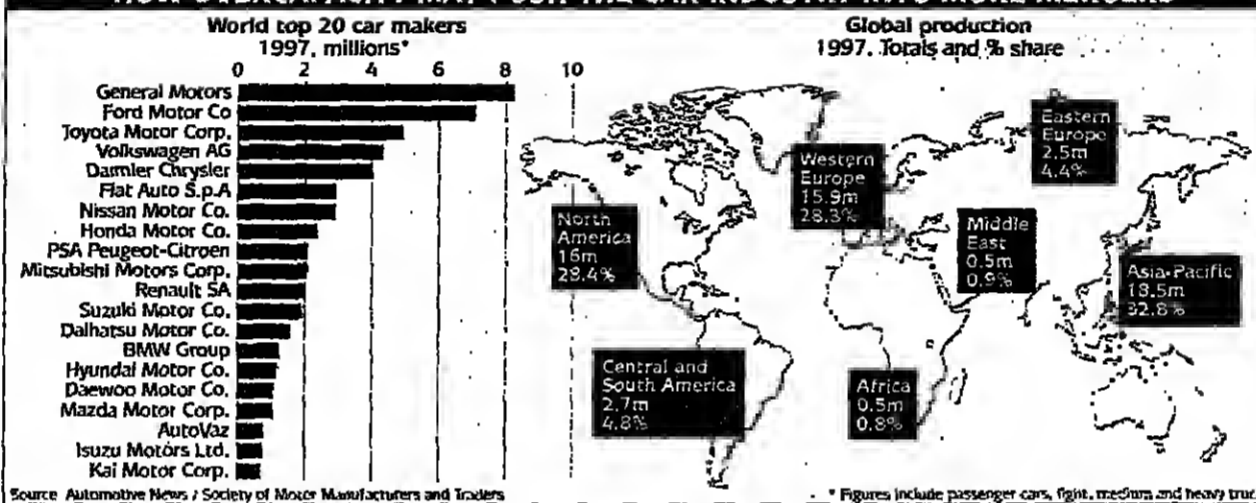 World top 20 car makers
1997, millions*
0 2 4 6 8 10
General Motors
Ford Motor Co
Toyota Motor Corp.
Volkswagen AG
Daimler Chrysler
Fiat Auto S.p.A
Nissan Motor Co.
Honda Motor Co.
PSA Peugeot-Citroen
Mitsubishi Motors Corp.
Renault SA
Suzuki Motor Co.
Daihatsu Motor Co.
BMW Group
Hyundai Motor Co.
Daewoo Motor Co.
Mazda Motor Corp.
AutoVaz
Isuzu Motors Ltd.
Kai Motor Corp.
Source Automotive News / Society of Motor Manufacturers and Traders
Global production
1997. Totals and % share
North
America
16m
28.4%
Western
Europe
15.9m
28.3%
Eastern
Europe
2.5m
4.4%
Middle
East
0.5m
0.9%
Asia-Pacific
18.5m
32.8%
Central and
South America
2.7m
4.8%
Africa
0.5m
0.8%
* Figures include passenger cars, light, medium and heavy